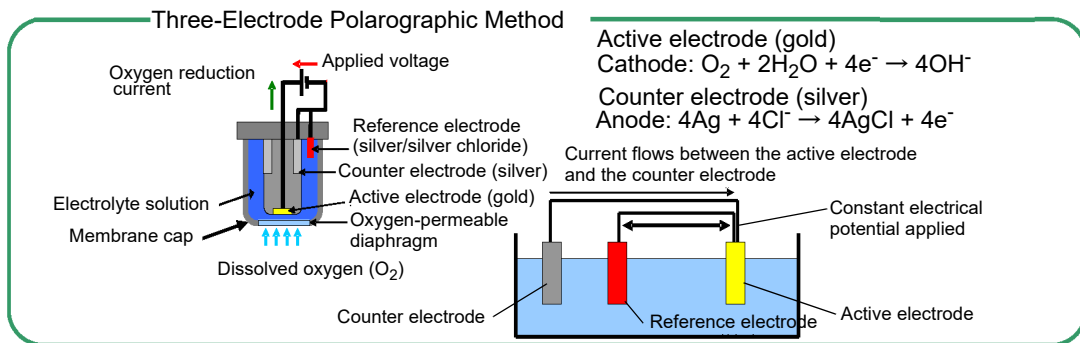 Three-Electrode Polarographic Method
Applied voltage
Oxygen reduction
current
Reference electrode
(silver/silver chloride)
Counter electrode (silver)
Active electrode (gold)
Electrolyte solution
Oxygen-permeable
diaphragm
Membrane cap
Dissolved oxygen (O₂)
Active electrode (gold)
Cathode: O₂ + 2H₂O + 4e⁻ → 4OH⁻
Counter electrode (silver)
Anode: 4Ag + 4Cl⁻ → 4AgCl + 4e⁻
Current flows between the active electrode
and the counter electrode
Constant electrical
potential applied
Counter electrode
Reference electrode
Active electrode